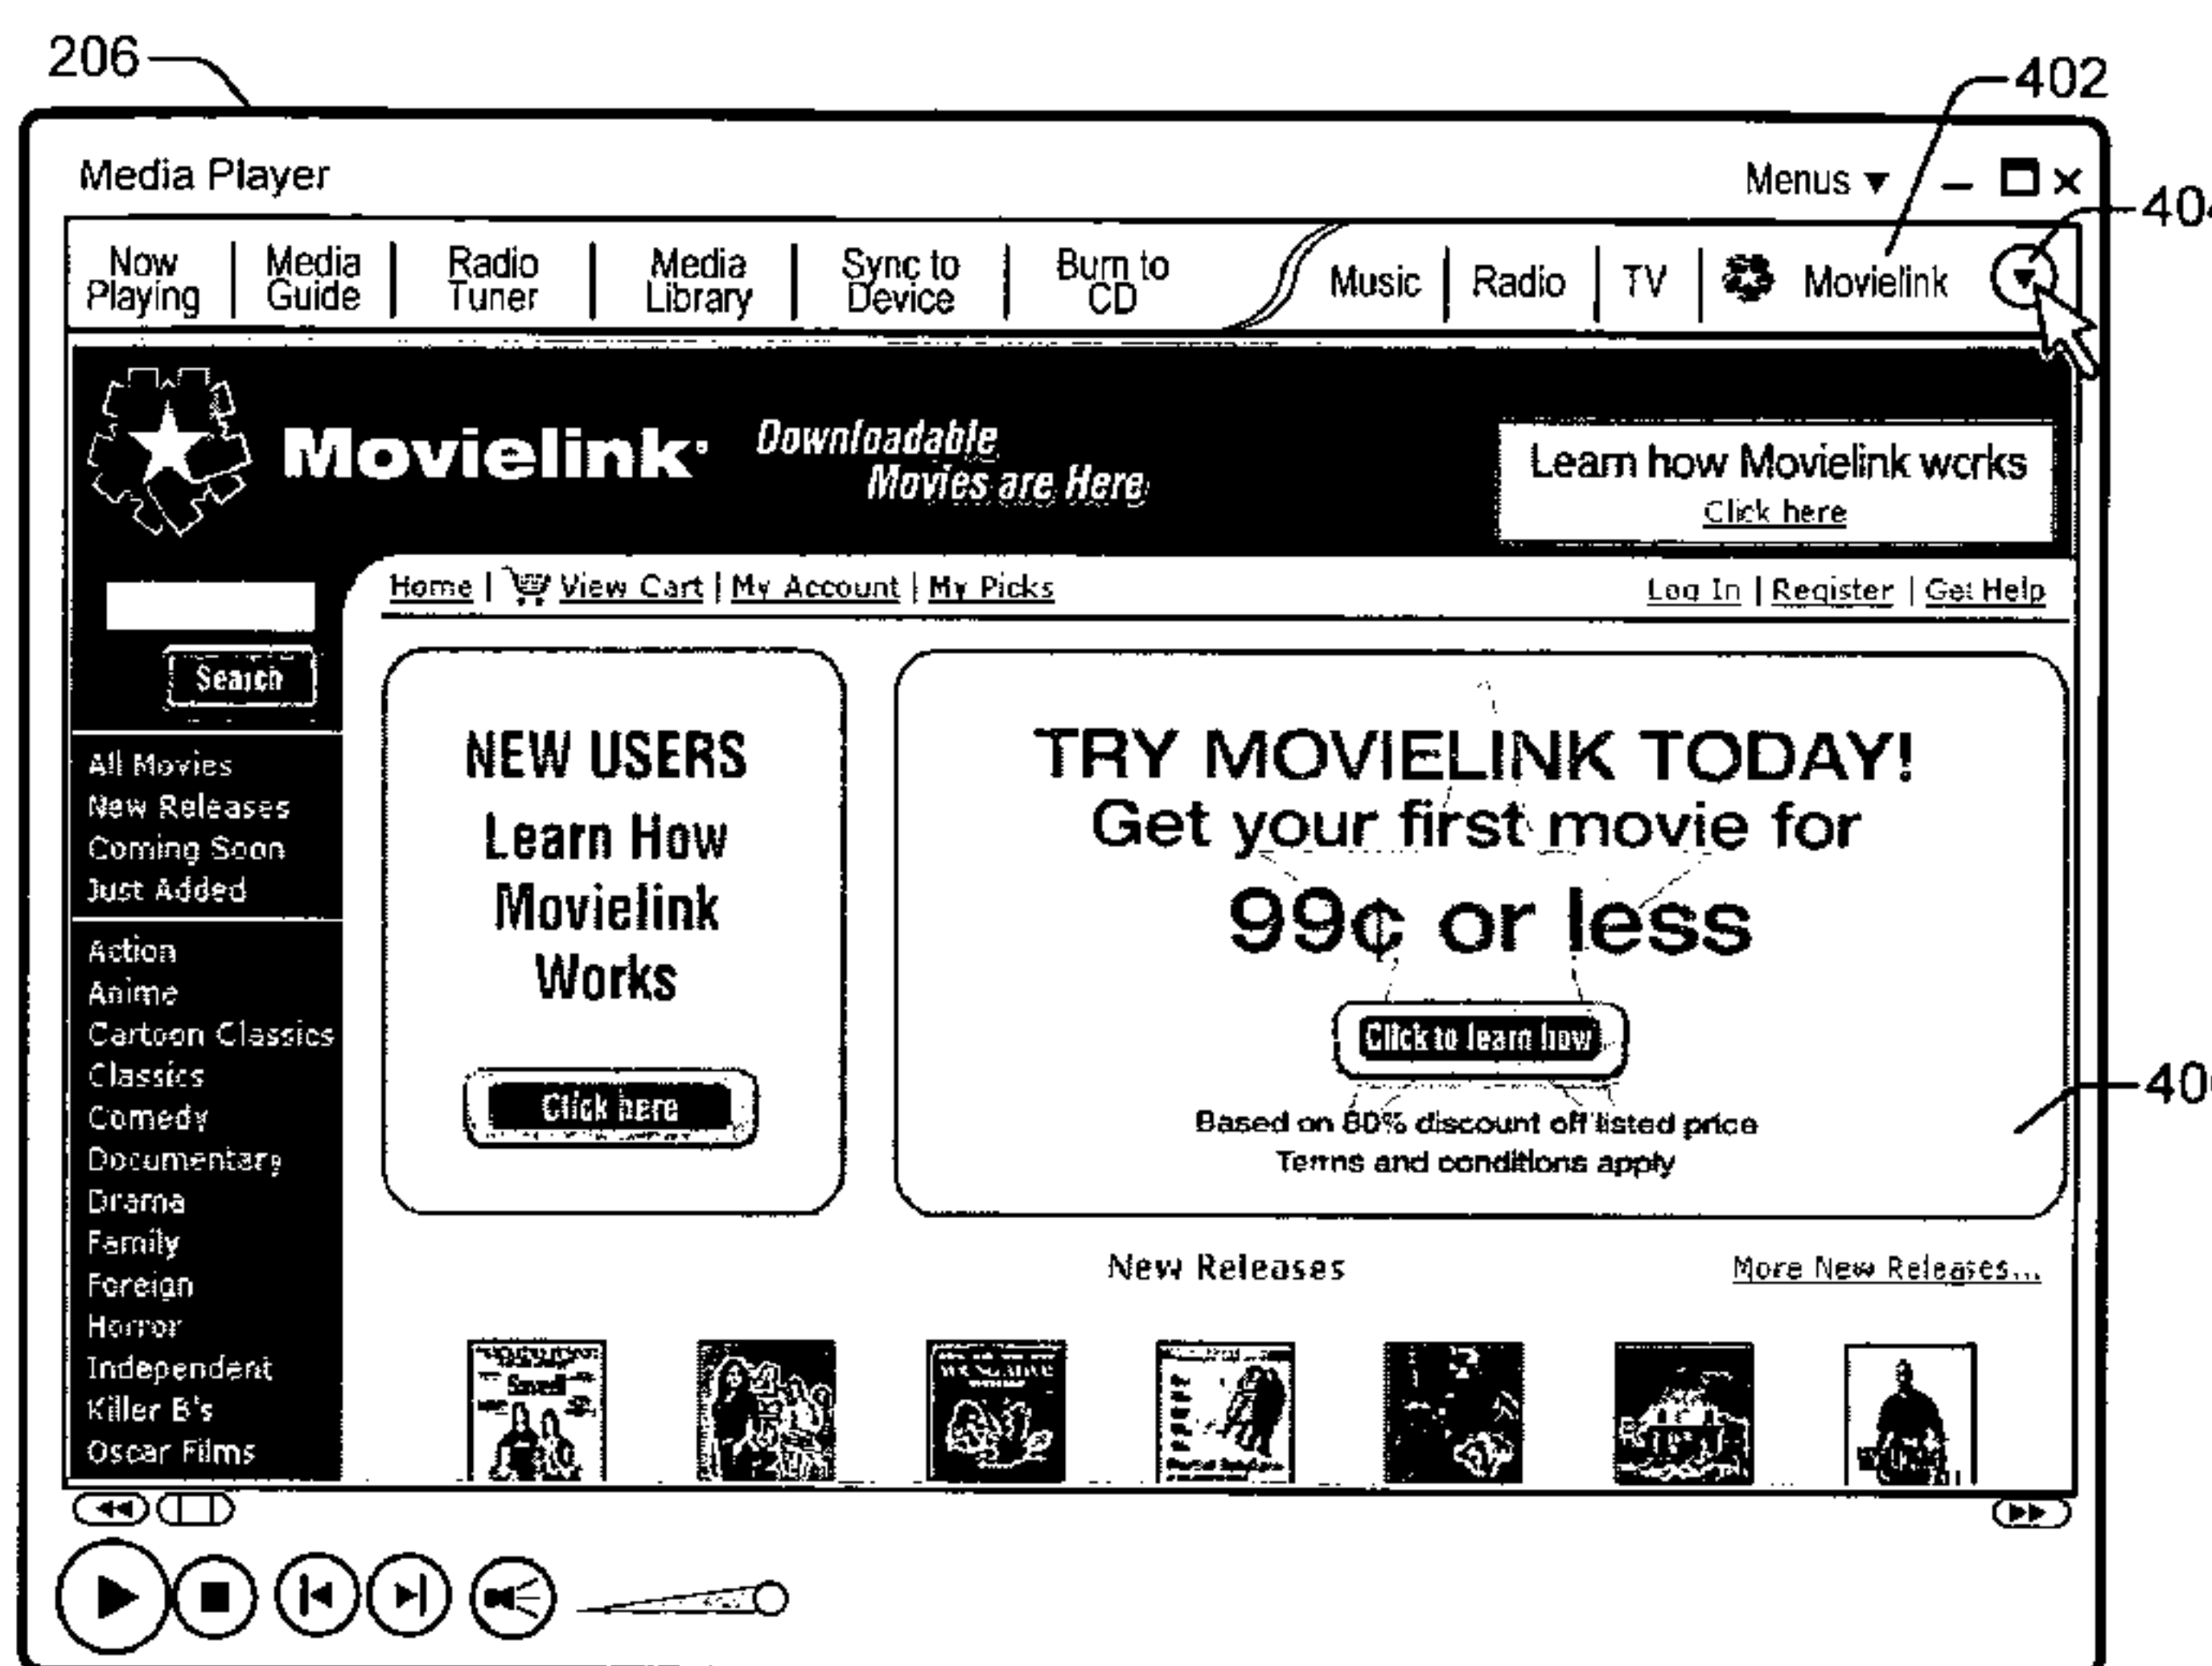 206
402
Media Player
Menus
404
Now Playing
Media Guide
Radio Tuner
Media Library
Sync to Device
Burn to CD
Music
Radio
TV
Movielink
Movielink
Downloadable
Movies are Here
Learn how Movielink works
Click here
Home | View Cart | My Account | My Picks
Log In | Register | Get Help
Search
All Movies
New Releases
Coming Soon
Just Added
Action
Anime
Cartoon Classics
Classics
Comedy
Documentary
Drama
Family
Foreign
Horror
Independent
Killer B's
Oscar Films
NEW USERS
Learn How
Movielink
Works
Click here
TRY MOVIELINK TODAY!
Get your first movie for
99¢ or less
Click to learn how
Based on 80% discount off listed price
Terms and conditions apply
New Releases
More New Releases...
Saved!